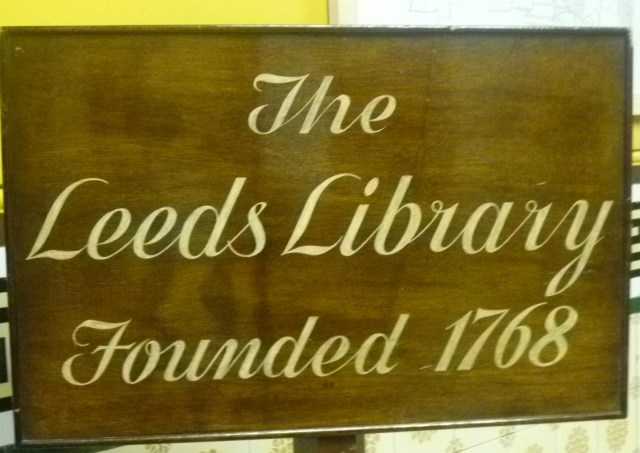 The
Leeds Library
Founded 1768